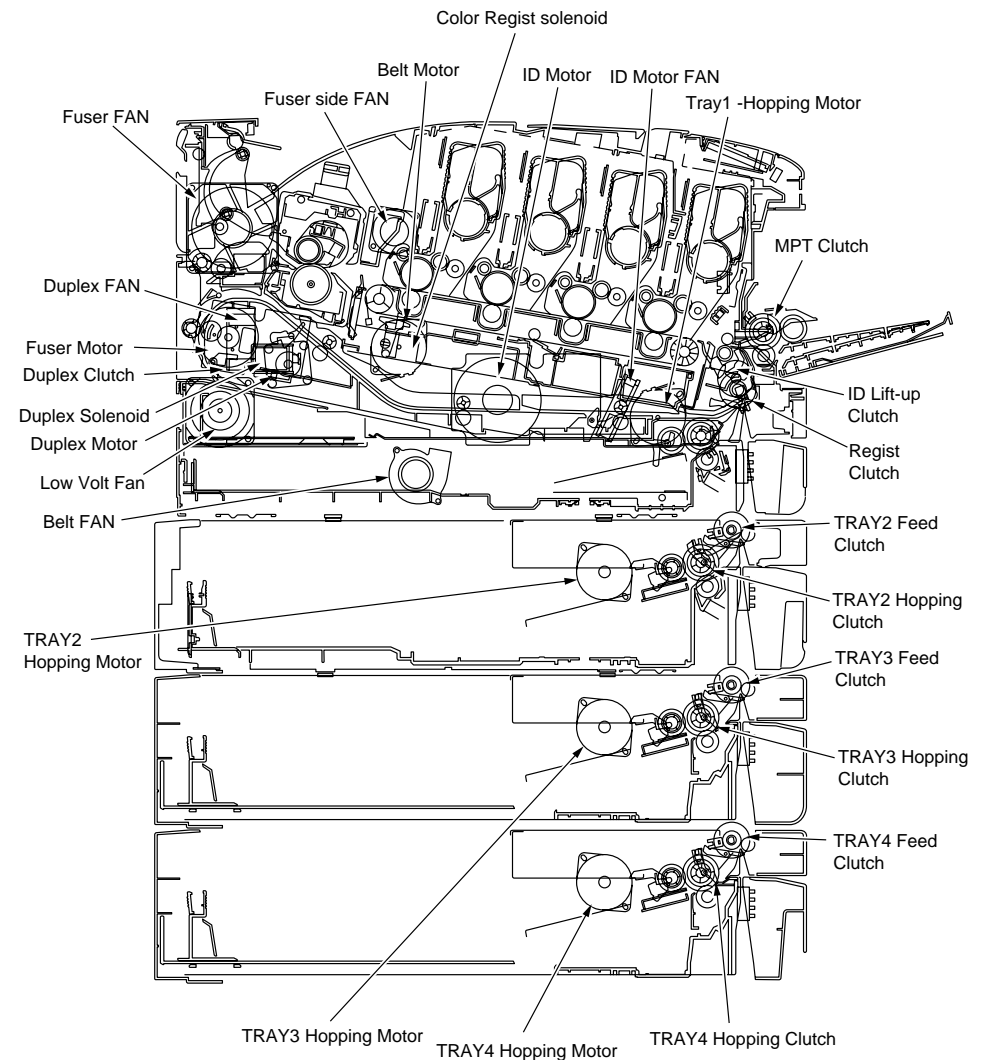 Color Regist solenoid
Belt Motor
ID Motor
ID Motor FAN
Fuser side FAN
Tray1 -Hopping Motor
Fuser FAN
MPT Clutch
Duplex FAN
Fuser Motor
Duplex Clutch
ID Lift-up
Clutch
Duplex Solenoid
Duplex Motor
Regist
Clutch
Low Volt Fan
Belt FAN
TRAY2 Feed
Clutch
TRAY2 Hopping
Clutch
TRAY2
Hopping Motor
TRAY3 Feed
Clutch
TRAY3 Hopping
Clutch
TRAY4 Feed
Clutch
TRAY3 Hopping Motor
TRAY4 Hopping Motor
TRAY4 Hopping Clutch